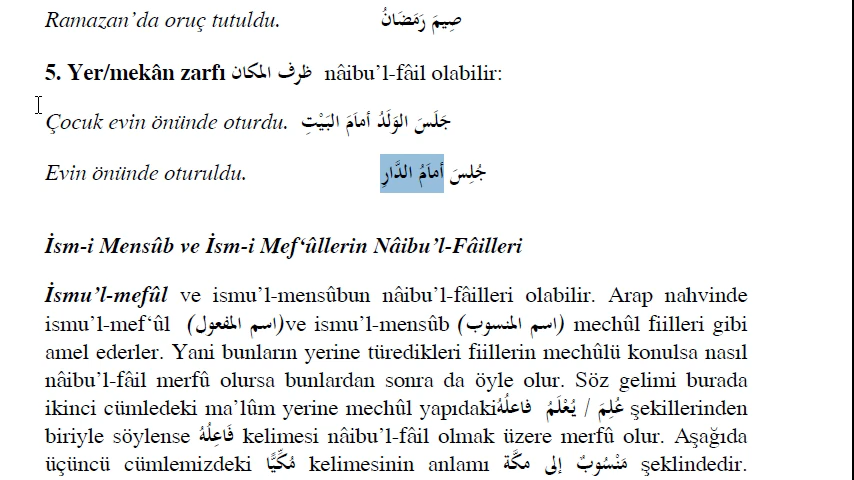 Ramazan’da oruç tutuldu. صِيمَ رَمَضَانُ
5. Yer/mekân zarfı ظرف المكان nâibu’l-fâil olabilir:
Çocuk evin önünde oturdu. جَلَسَ الوَلَدُ أمامَ البَيْتِ
Evin önünde oturuldu. جُلِسَ أمامُ الدَّارِ
İsm-i Mensûb ve İsm-i Mef‘ûllerin Nâibu’l-Fâilleri
İsmu’l-mefûl ve ismu’l-mensûbun nâibu’l-fâilleri olabilir. Arap nahvinde
ismu’l-mef‘ûl (اسم المفعول)ve ismu’l-mensûb (اسم المنسوب) mechûl fiilleri gibi
amel ederler. Yani bunların yerine türedikleri fiillerin mechûlü konulsa nasıl
nâibu’l-fâil merfû olursa bunlardan sonra da öyle olur. Söz gelimi burada
ikinci cümledeki ma’lûm yerine mechûl yapıdaki عُلِمَ / يُعْلَمُ فاعلُهُ şekillerinden
biriyle söylense فَاعِلُهُ kelimesi nâibu’l-fâil olmak üzere merfû olur. Aşağıda
üçüncü cümlemizdeki مُكِّيًّا kelimesinin anlamı مَنْسُوبٌ إلى مكَّة şeklindedir.